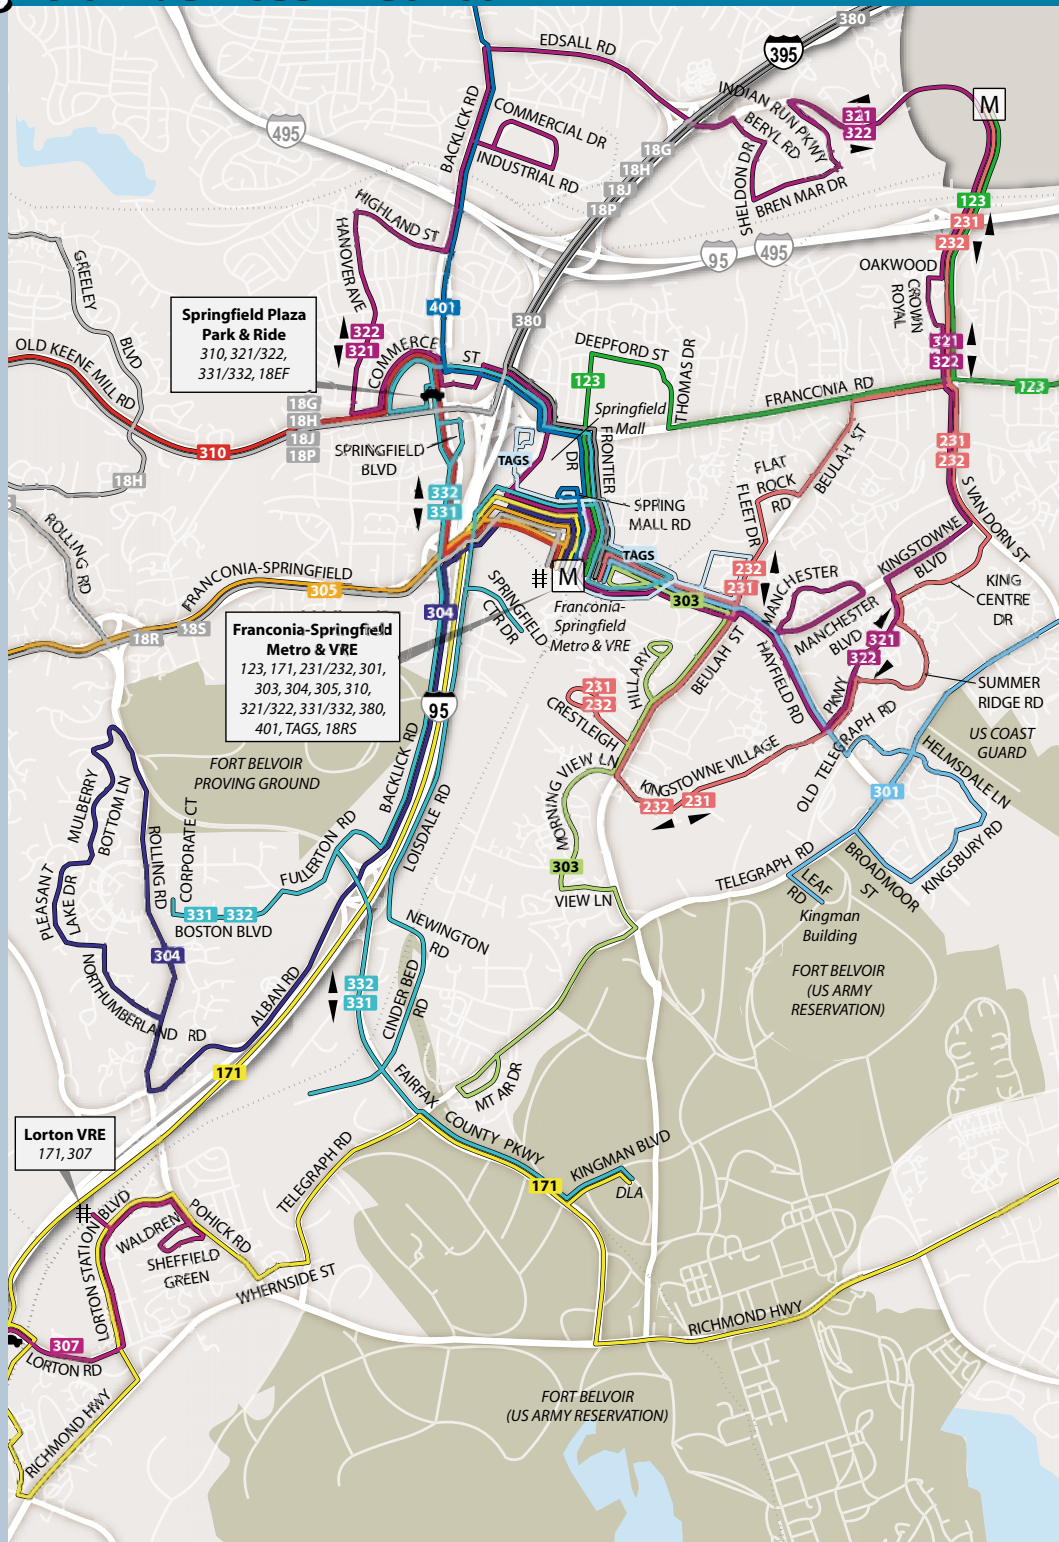 380
EDSALL RD
395
INDIAN RUN PKWY
M
321
322
BERYL RD
COMMERCIAL DR
BACKLICK RD
495
18G
18H
18J
18P
INDUSTRIAL RD
SHELDON DR
BREN MAR DR
123
231
232
HIGHLAND ST
HANOVER AVE
95
495
OAKWOOD
CROWN
ROYAL
GREELEY
BLVD
401
380
Springfield Plaza
Park & Ride
310, 321/322,
331/332, 18EF
322
321
COMMERCE
ST
DEEPFORD ST
THOMAS DR
321
322
OLD KEENE MILL RD
123
FRANCONIA RD
123
18G
18H
18J
18P
Springfield
Mall
310
SPRINGFIELD
BLVD
TAGS
FRONTIER
DR
BEULAH ST
231
232
18H
FLAT
ROCK
RD
FLEET DR
332
331
SPRING
MALL RD
S VAN DORN ST
ROLLING RD
TAGS
KINGSTOWNE
BLVD
FRANCONIA-SPRINGFIELD
305
M
232
231
MANCHESTER
KING
CENTRE
DR
303
304
SPRINGFIELD
CTR DR
Franconia-
Springfield
Metro & VRE
MANCHESTER
BLVD
18S
18R
Franconia-Springfield
Metro & VRE
123, 171, 231/232, 301,
303, 304, 305, 310,
321/322, 331/332, 380,
401, TAGS, 18RS
321
322
HAYFIELD RD
BEULAH ST
HILLARY
PKWY
SUMMER
RIDGE RD
231
232
95
CRESTLEIGH
OLD TELEGRAPH RD
US COAST
GUARD
FORT BELVOIR
PROVING GROUND
BACKLICK RD
KINGSTOWNE VILLAGE
HELMSDALE LN
MORNING VIEW LN
301
232
231
MULBERRY
BOTTOM LN
ROLLING RD
CORPORATE CT
FULLERTON RD
LOISDALE RD
KINGSBURY RD
BROADMOOR
ST
TELEGRAPH RD
303
LEAF
RD
VIEW LN
PLEASANT
LAKE DR
331
332
BOSTON BLVD
Kingman
Building
NEWINGTON
RD
304
FORT BELVOIR
(US ARMY
RESERVATION)
332
331
CINDER BED
RD
NORTHUMBERLAND RD
ALBAN RD
171
FAIRFAX
COUNTY PKWY
MT AIR DR
Lorton VRE
171, 307
TELEGRAPH RD
KINGMAN BLVD
171
DLA
LORTON STATION BLVD
WALDREN
POHICK RD
SHEFFIELD
GREEN
WHERNSIDE ST
RICHMOND HWY
307
LORTON RD
FORT BELVOIR
(US ARMY RESERVATION)
RICHMOND HWY